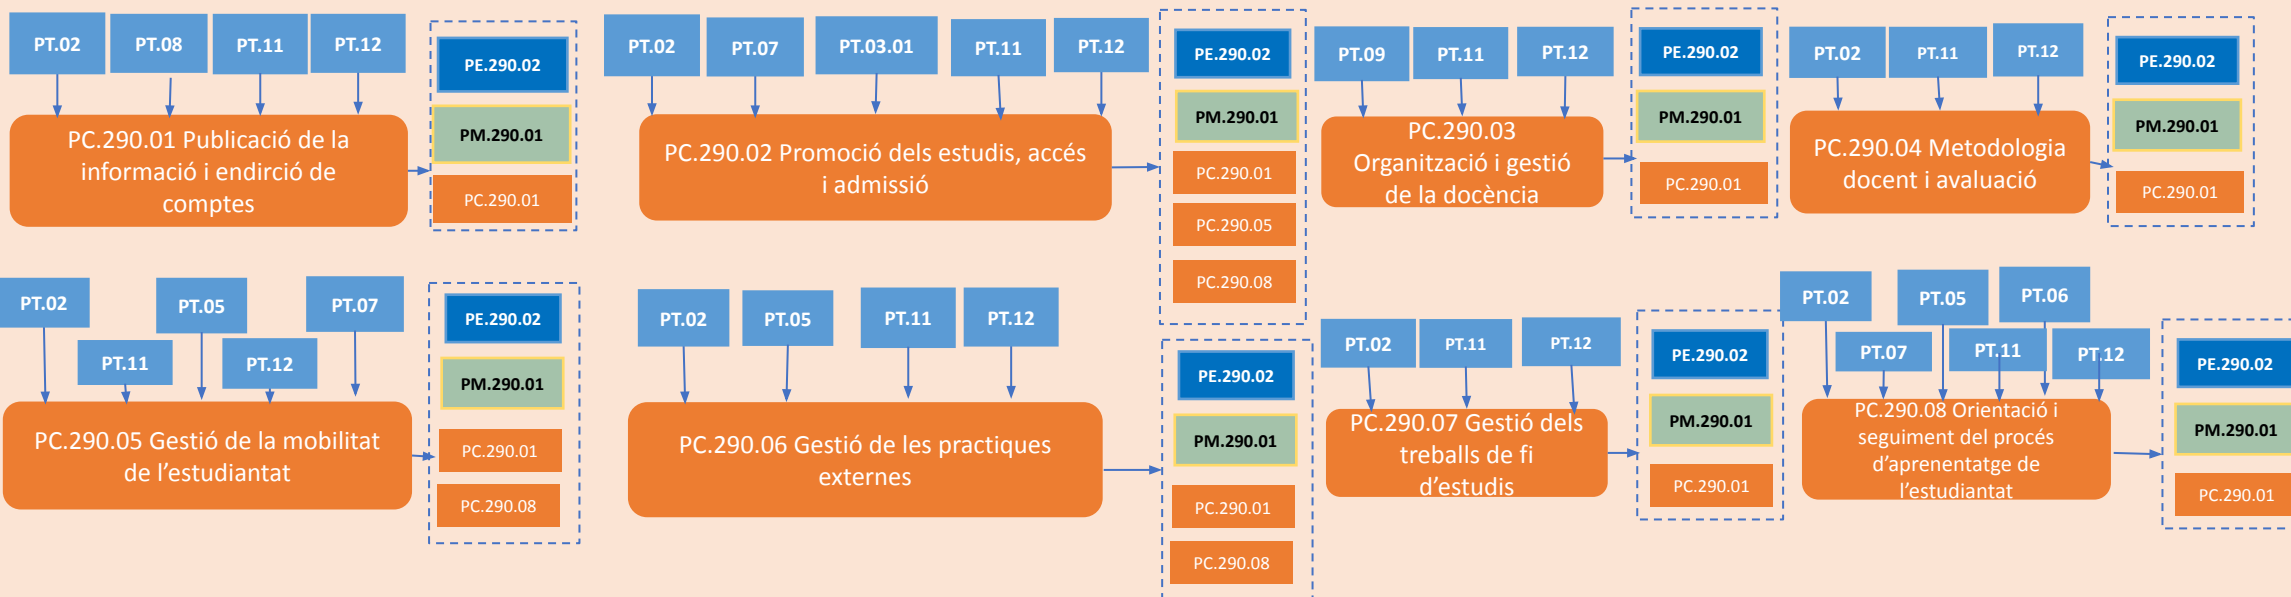 PT.02
PT.08
PT.11
PT.12
PC.290.01 Publicació de la
informació i endirció de
comptes
PE.290.02
PM.290.01
PC.290.01
PT.02
PT.07
PT.03.01
PT.11
PT.12
PC.290.02 Promoció dels estudis, accés
i admissió
PE.290.02
PM.290.01
PC.290.01
PC.290.05
PC.290.08
PT.09
PT.11
PT.12
PC.290.03
Organització i gestió
de la docència
PE.290.02
PM.290.01
PC.290.01
PT.02
PT.11
PT.12
PC.290.04 Metodologia
docent i avaluació
PE.290.02
PM.290.01
PC.290.01
PT.02
PT.11
PT.05
PT.12
PT.07
PC.290.05 Gestió de la mobilitat
de l’estudiantat
PE.290.02
PM.290.01
PC.290.01
PC.290.08
PT.02
PT.05
PT.11
PT.12
PC.290.06 Gestió de les practiques
externes
PE.290.02
PM.290.01
PC.290.01
PC.290.08
PT.02
PT.11
PT.12
PC.290.07 Gestió dels
treballs de fi
d’estudis
PE.290.02
PM.290.01
PC.290.01
PT.02
PT.07
PT.05
PT.11
PT.06
PT.12
PC.290.08 Orientació i
seguiment del procés
d’aprenentatge de
l’estudiantat
PE.290.02
PM.290.01
PC.290.01